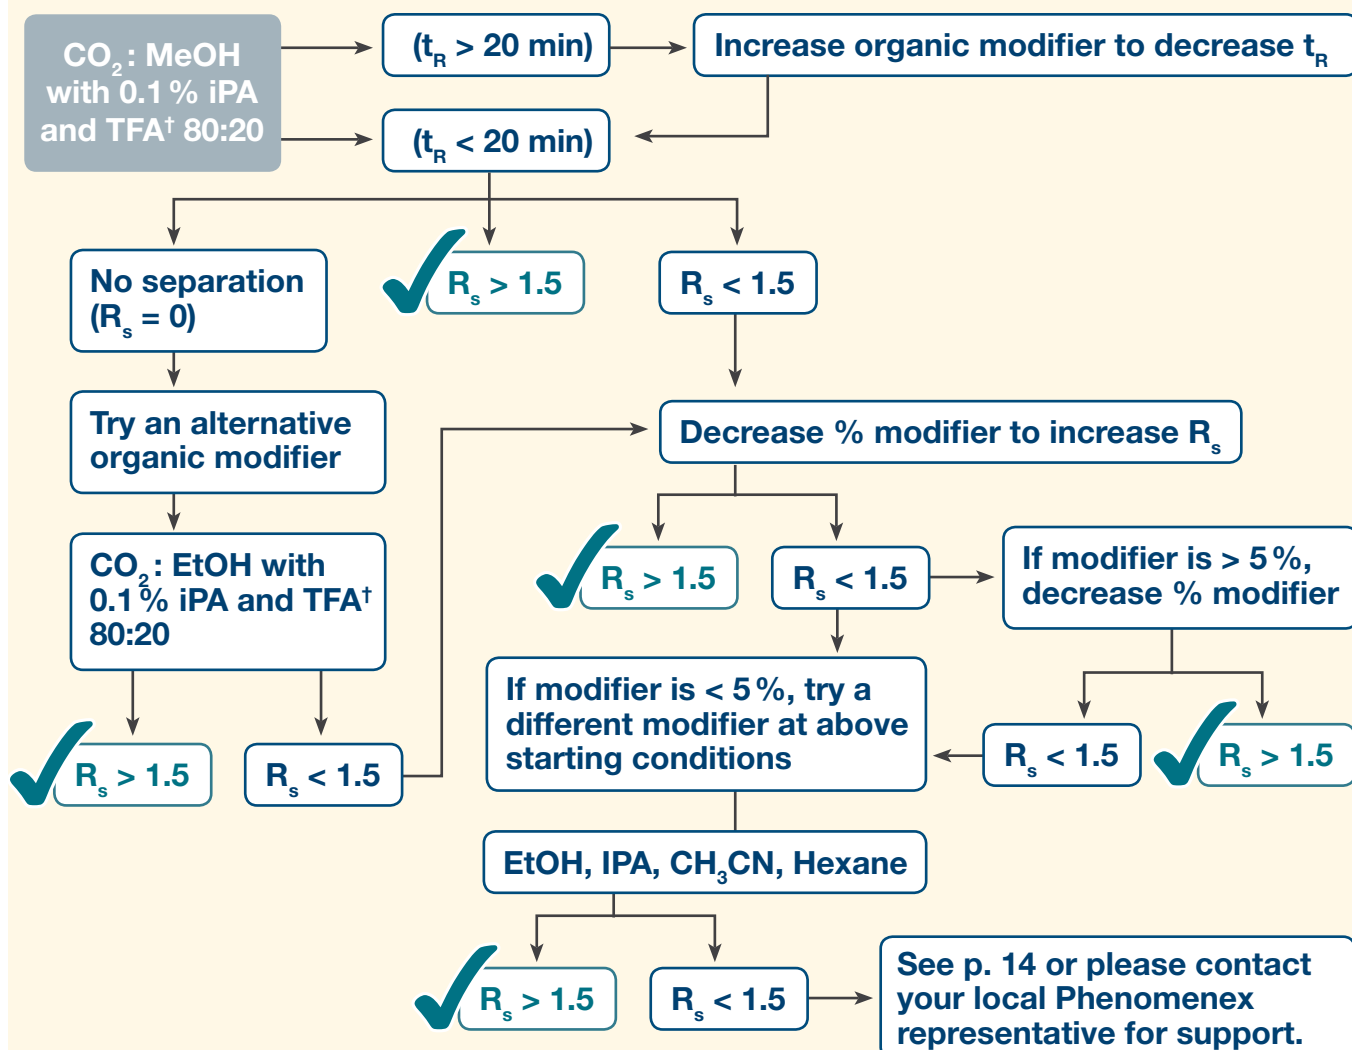 CO₂: MeOH
with 0.1% iPA
and TFA† 80:20
(tR > 20 min)
Increase organic modifier to decrease tR
(tR < 20 min)
No separation
(Rs = 0)
Rs > 1.5
Rs < 1.5
Try an alternative
organic modifier
Decrease % modifier to increase Rs
CO₂: EtOH with
0.1% iPA and TFA†
80:20
Rs > 1.5
Rs < 1.5
If modifier is > 5%,
decrease % modifier
If modifier is < 5%, try a
different modifier at above
starting conditions
Rs < 1.5
Rs > 1.5
Rs > 1.5
Rs < 1.5
EtOH, IPA, CH₃CN, Hexane
Rs > 1.5
Rs < 1.5
See p. 14 or please contact
your local Phenomenex
representative for support.